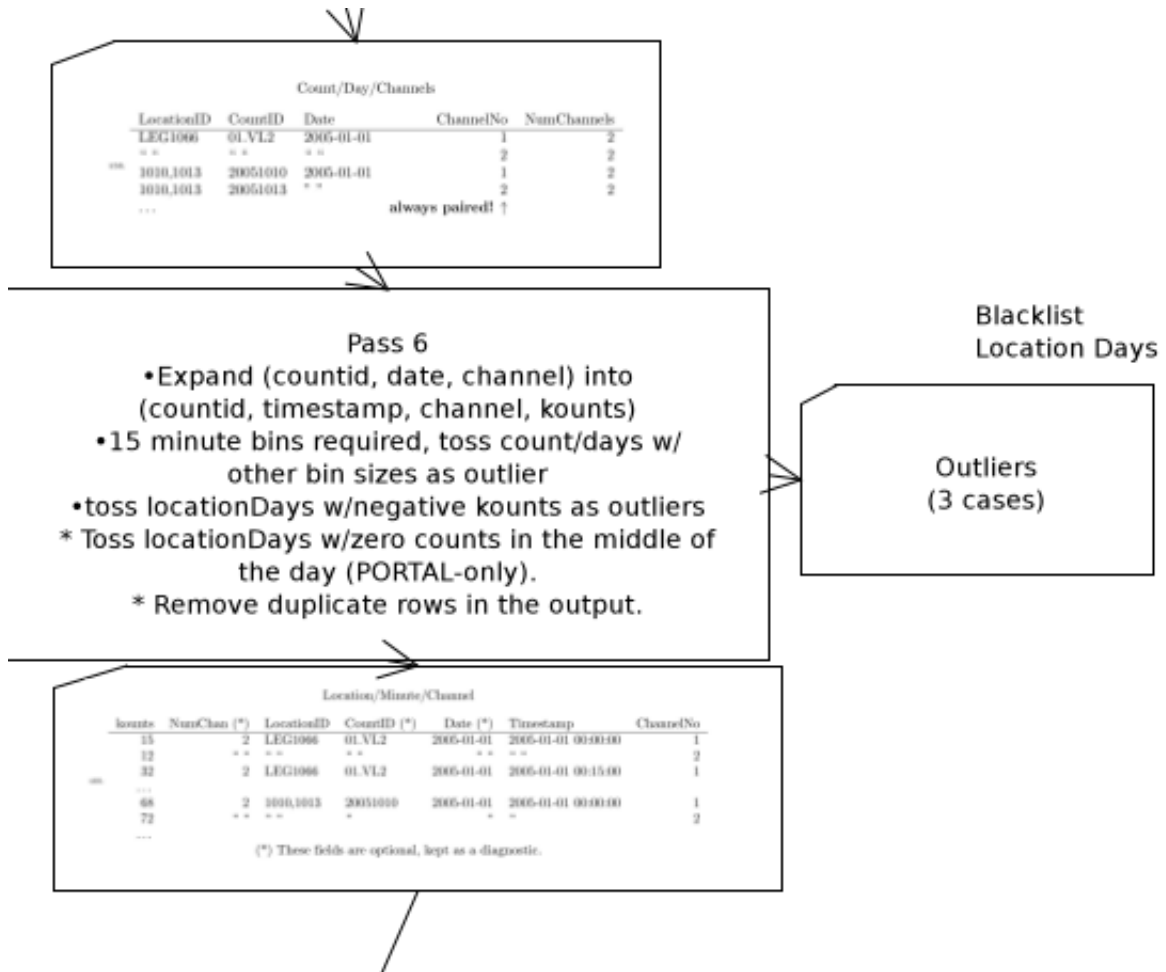 Count/Day/Channels
LocationID CountID Date ChannelNo NumChannels
LEG1066 01.VL2 2005-01-01 1 2
" " " " " " 2 2
1010,1013 20051010 2005-01-01 1 2
1010,1013 20051013 " " 2 2
... always paired! ↑
Pass 6
•Expand (countid, date, channel) into
(countid, timestamp, channel, kounts)
•15 minute bins required, toss count/days w/
other bin sizes as outlier
•toss locationDays w/negative kounts as outliers
* Toss locationDays w/zero counts in the middle of
the day (PORTAL-only).
* Remove duplicate rows in the output.
Blacklist
Location Days
Outliers
(3 cases)
Location/Minute/Channel
kounts NumChan (*) LocationID CountID (*) Date (*) Timestamp ChannelNo
15 2 LEG1066 01.VL2 2005-01-01 2005-01-01 00:00:00 1
12 " " " " " " " " " " 2
32 2 LEG1066 01.VL2 2005-01-01 2005-01-01 00:15:00 1
...
68 2 1010,1013 20051010 2005-01-01 2005-01-01 00:00:00 1
72 " " " " " " " 2
...
(*) These fields are optional, kept as a diagnostic.